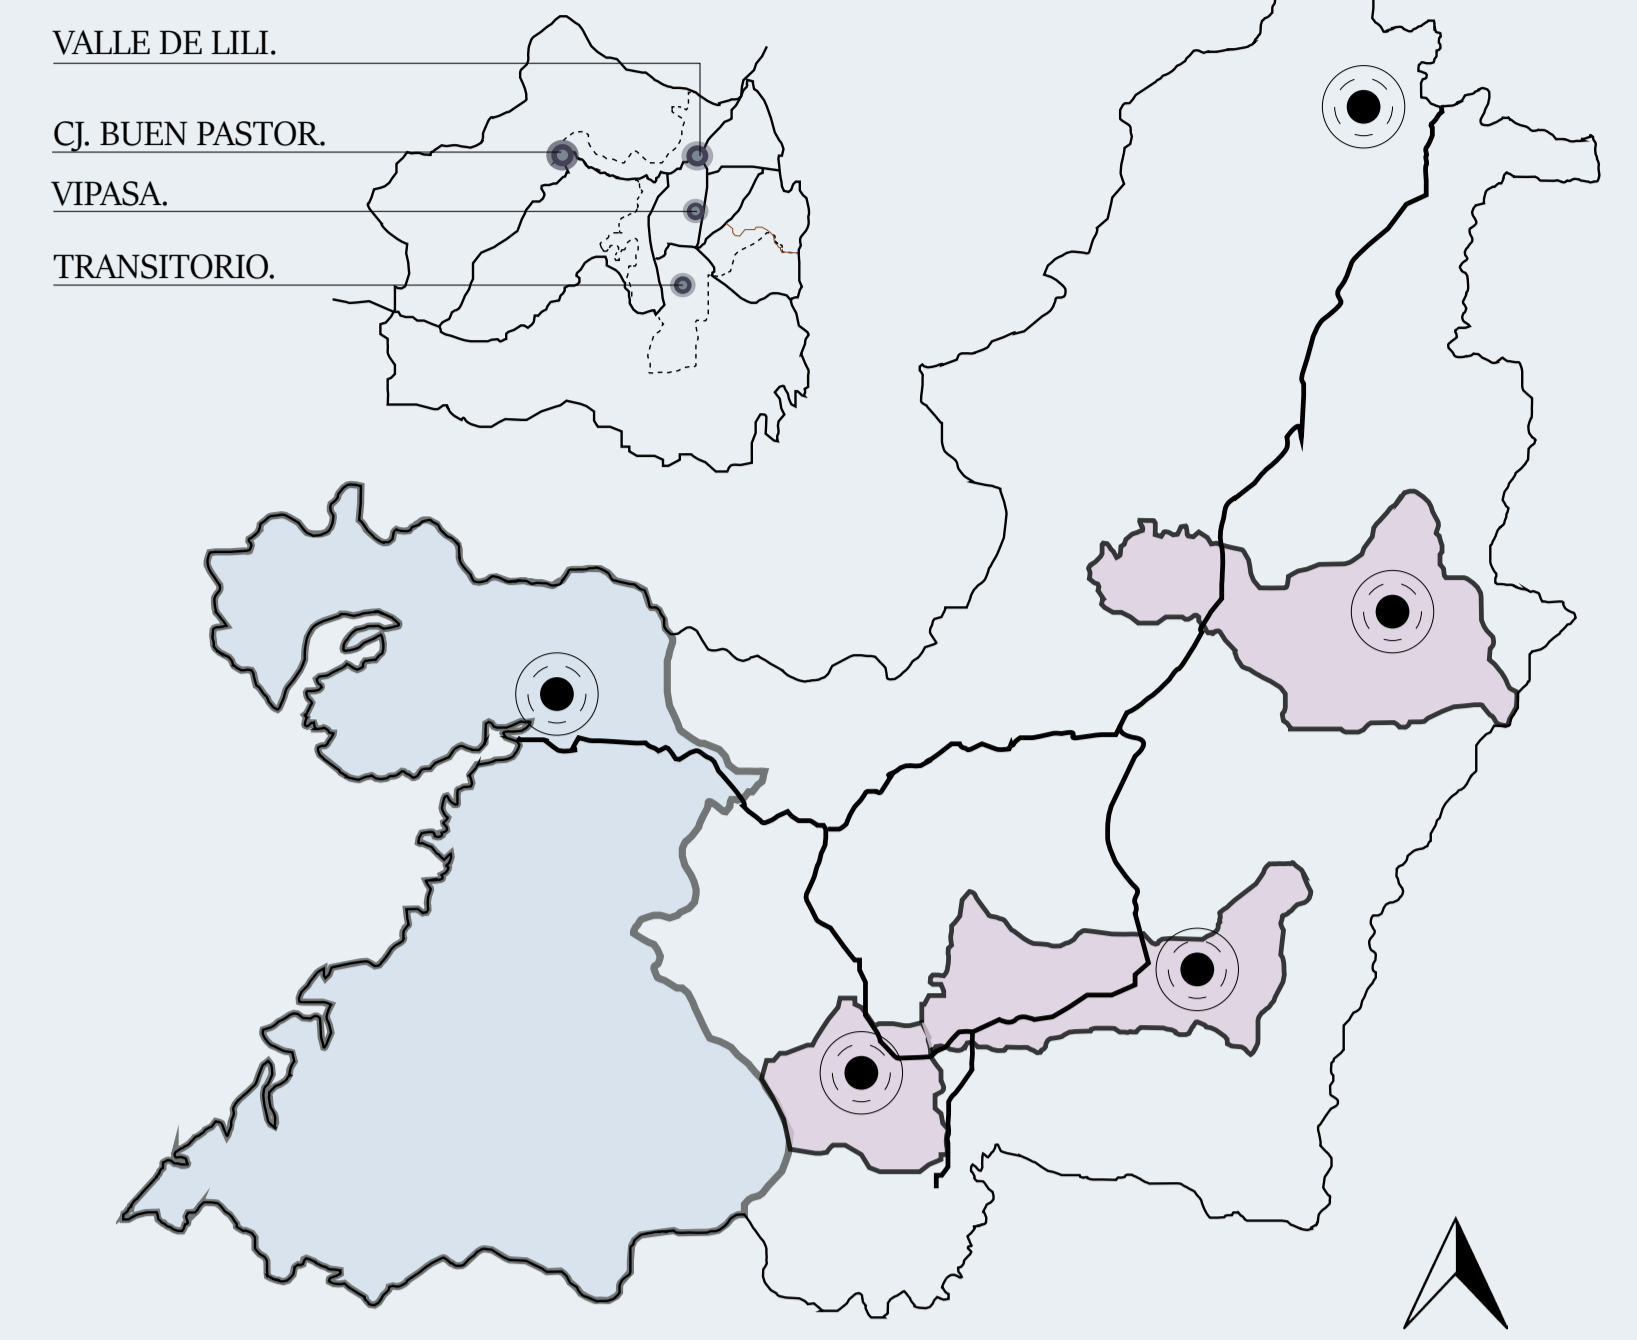 VALLE DE LILI.
CJ. BUEN PASTOR.
VIPASA.
TRANSITORIO.